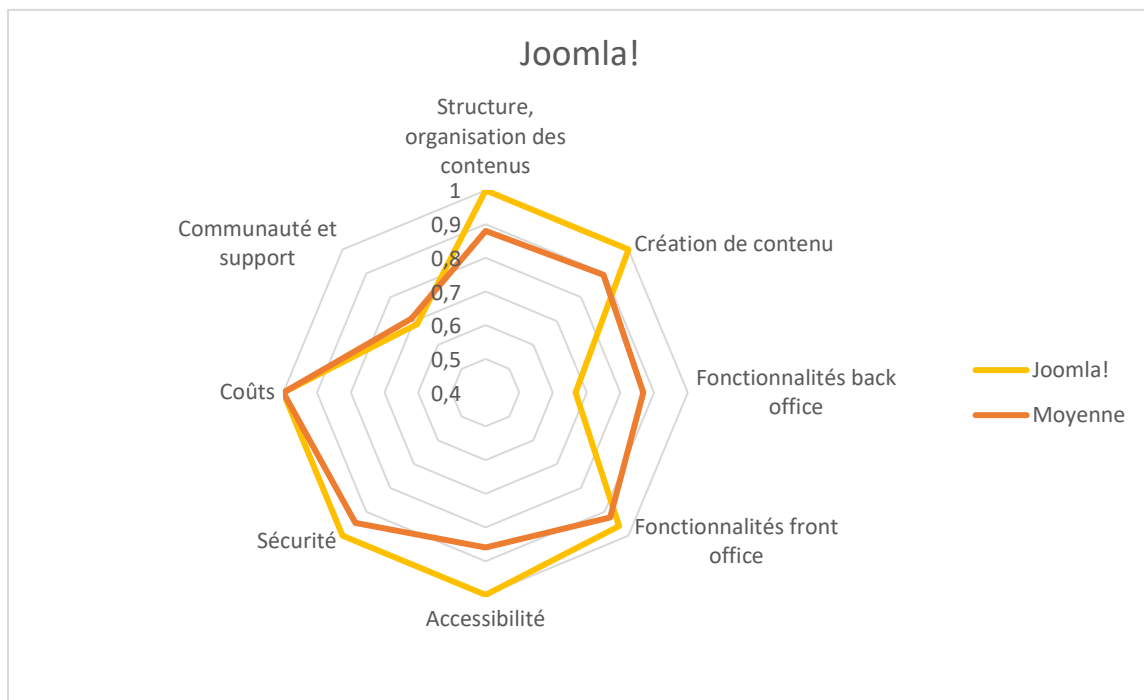 Joomla!
Structure,
organisation des
contenus
Création de contenu
Fonctionnalités back
office
Fonctionnalités front
office
Accessibilité
Sécurité
Coûts
Communauté et
support
1
0,9
0,8
0,7
0,6
0,5
0,4
Joomla!
Moyenne